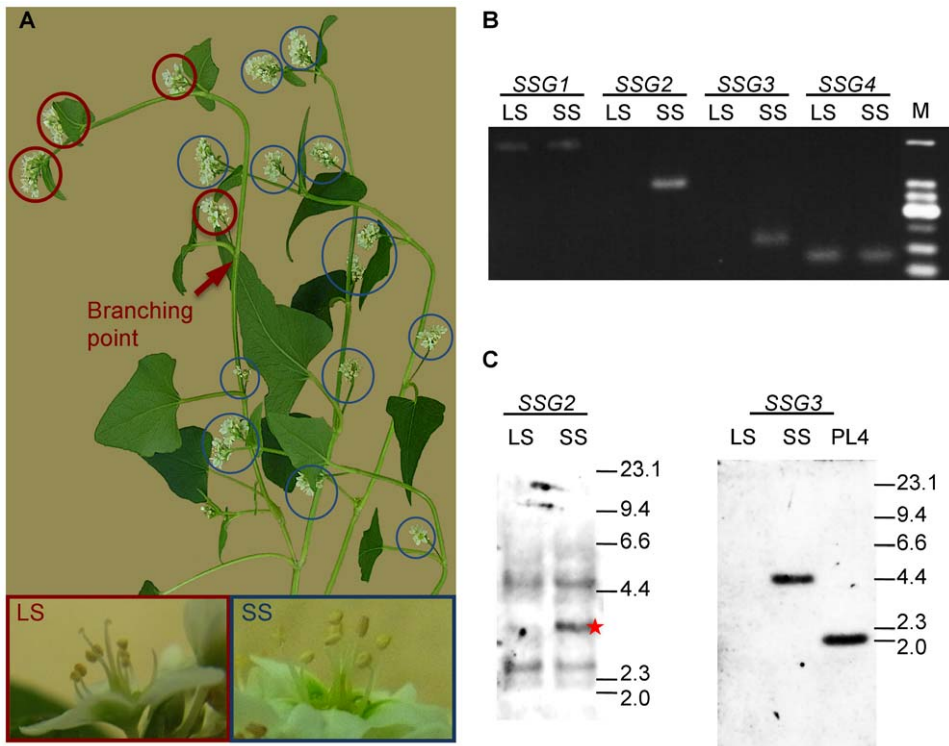 A
Branching
point
LS
SS
B
SSG1 SSG2 SSG3 SSG4
LS SS LS SS LS SS LS SS M
C
SSG2
LS SS
23.1
9.4
6.6
4.4
2.3
2.0
SSG3
LS SS PL4
23.1
9.4
6.6
4.4
2.3
2.0